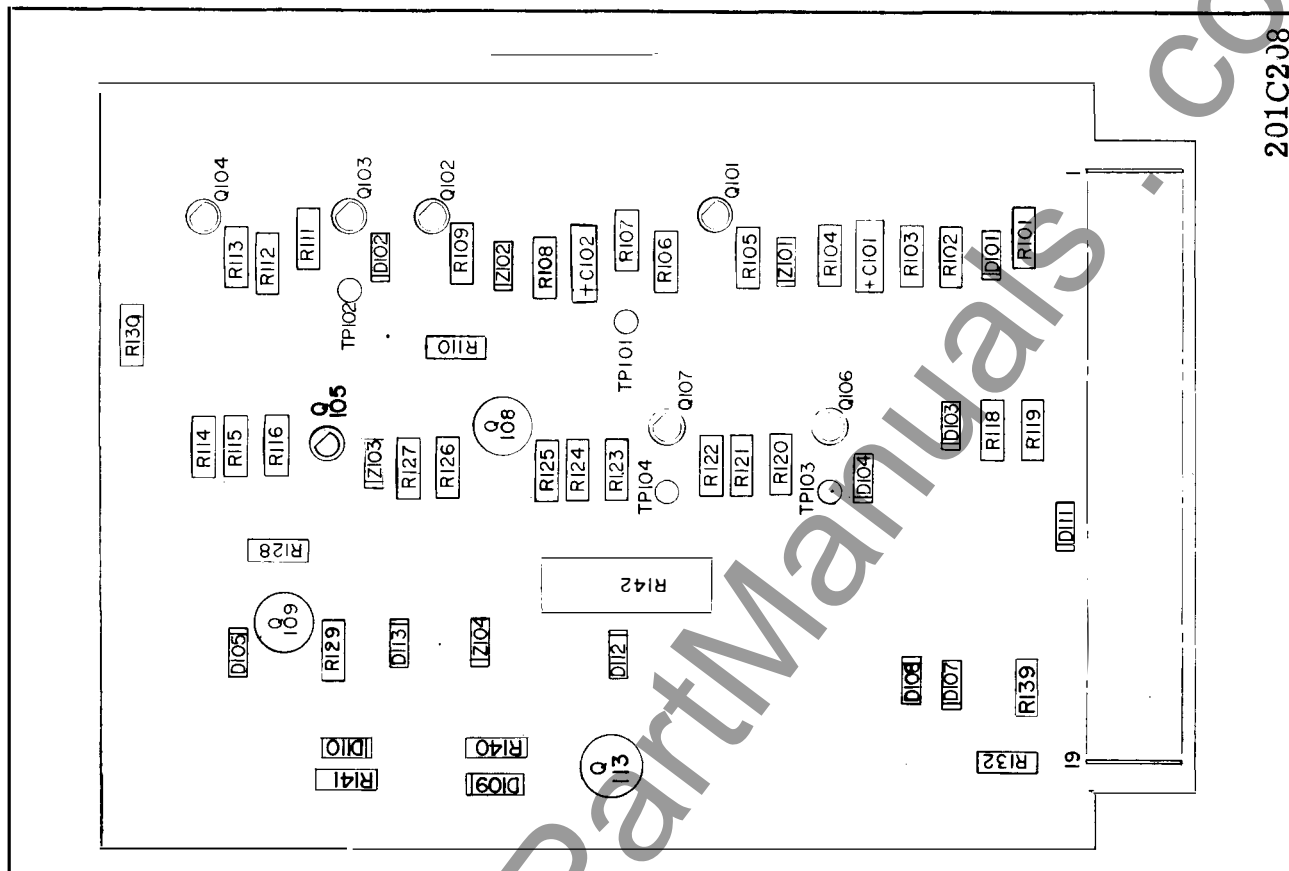 201C208
Q104
Q103
Q102
Q101
1
R113
R112
R111
D102
R109
Z102
R108
+C102
R107
R106
R105
Z101
R104
+C101
R103
R102
D101
R101
R130
TP102
R110
TP101
R114
R115
R116
Q
105
Z103
R127
R126
Q
108
R125
R124
R123
TP104
Q107
R122
R121
R120
TP103
Q106
D104
D103
R118
R119
D111
R128
R142
D105
Q
109
R129
D113
Z104
D112
D108
D107
R139
D110
R141
R140
D109
Q
113
R132
19
PartManuals . co